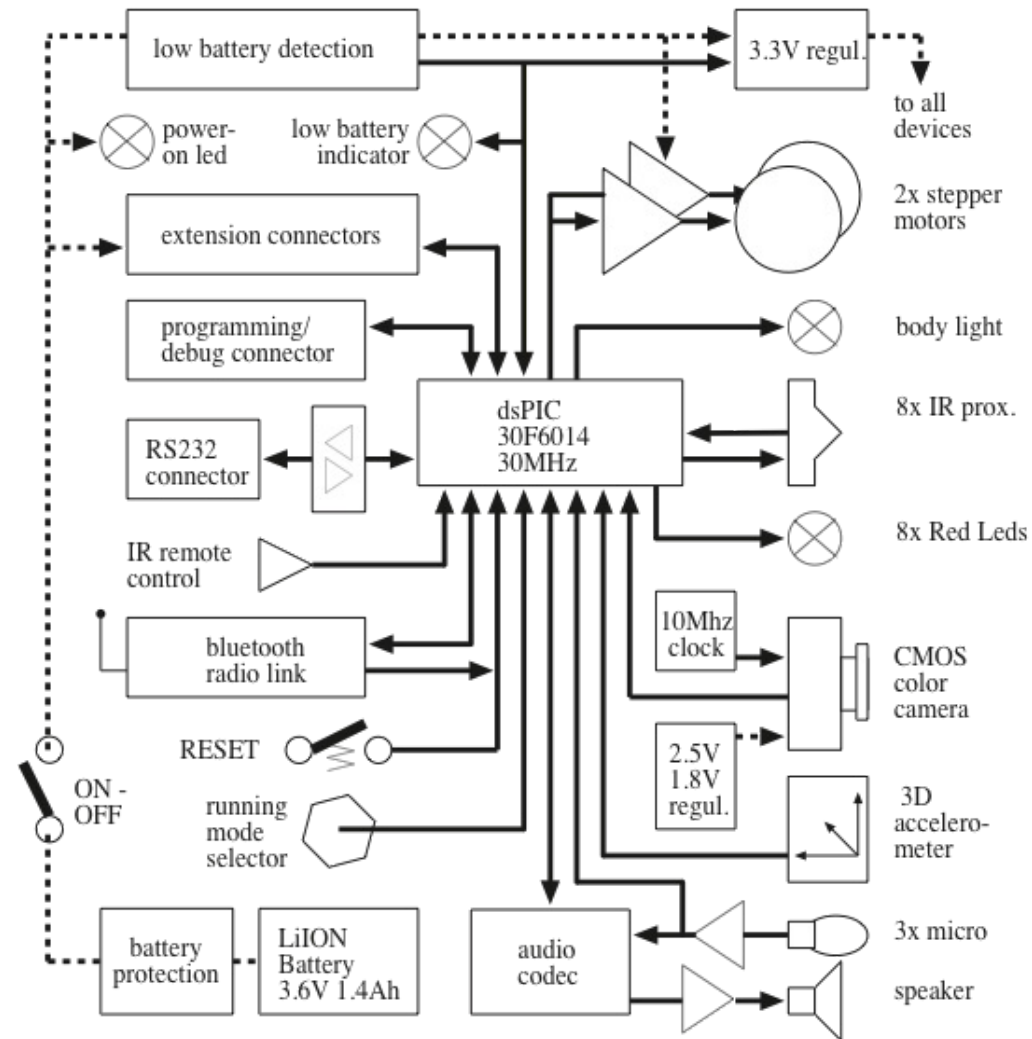 low battery detection
3.3V regul.
to all
devices
power-
on led
low battery
indicator
2x stepper
motors
extension connectors
programming/
debug connector
body light
dsPIC
30F6014
30MHz
8x IR prox.
RS232
connector
8x Red Leds
IR remote
control
10Mhz
clock
bluetooth
radio link
CMOS
color
camera
RESET
2.5V
1.8V
regul.
ON -
OFF
running
mode
selector
3D
accelero-
meter
battery
protection
LiION
Battery
3.6V 1.4Ah
audio
codec
3x micro
speaker